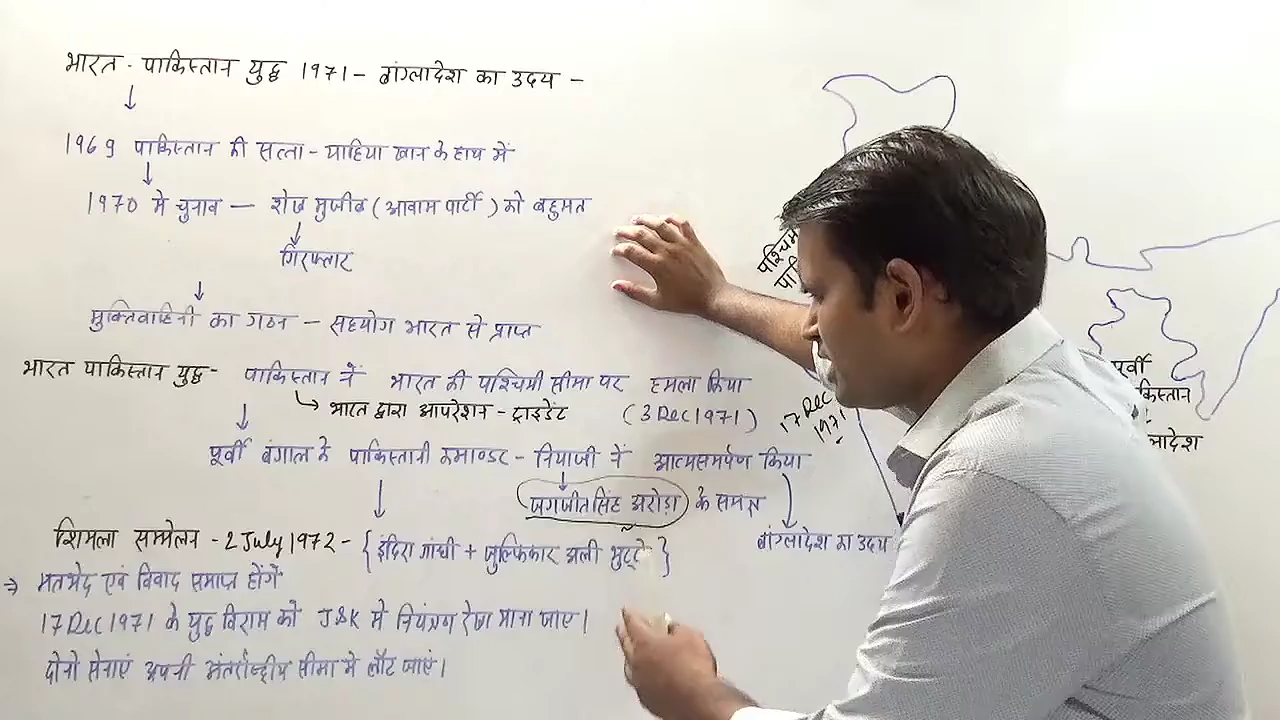 भारत - पाकिस्तान युद्ध 1971 - बांग्लादेश का उदय -
1969 पाकिस्तान की सत्ता - याहिया खान के हाथ में
1970 मे चुनाव — शेख मुजीब (आवाम पार्टी) को बहुमत
गिरफ्तार
मुक्तिवाहिनी का गठन - सहयोग भारत से प्राप्त
भारत पाकिस्तान युद्ध - पाकिस्तान नें भारत की पश्चिमी सीमा पर हमला किया
भारत द्वारा आपरेशन - ट्राइडेंट (3 Dec 1971)
पूर्वी बंगाल के पाकिस्तानी कमाण्डर - नियाजी नें आत्मसमर्पण किया
जगजीत सिंह अरोड़ा के समक्ष
बांग्लादेश का उदय
शिमला सम्मेलन - 2 July 1972 - {इंदिरा गांधी + जुल्फिकार अली भुट्टो}
⇒ मतभेद एवं विवाद समाप्त होंगें
17 Dec 1971 के युद्ध विराम को J&K मे नियंत्रण रेखा माना जाए।
दोनो सेनाएं अपनी अंतर्राष्ट्रीय सीमा मे लौट जाएं।
पश्चिम
17 Dec
1971
पूर्वी